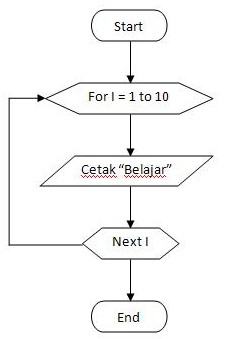 Start
For I = 1 to 10
Cetak “Belajar”
Next I
End